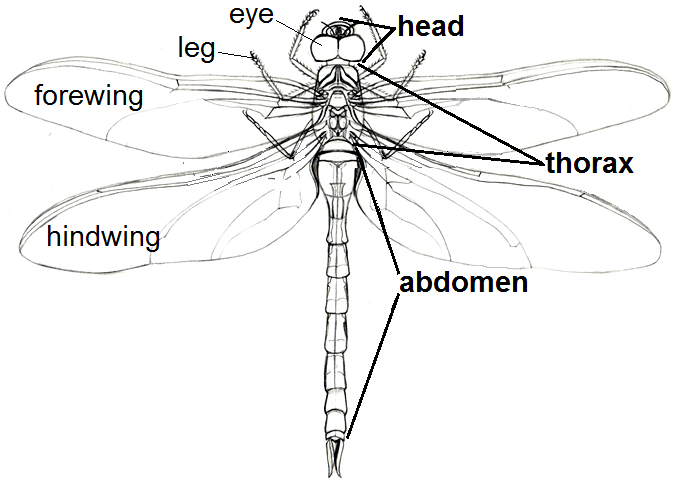 eye
head
leg
forewing
thorax
hindwing
abdomen